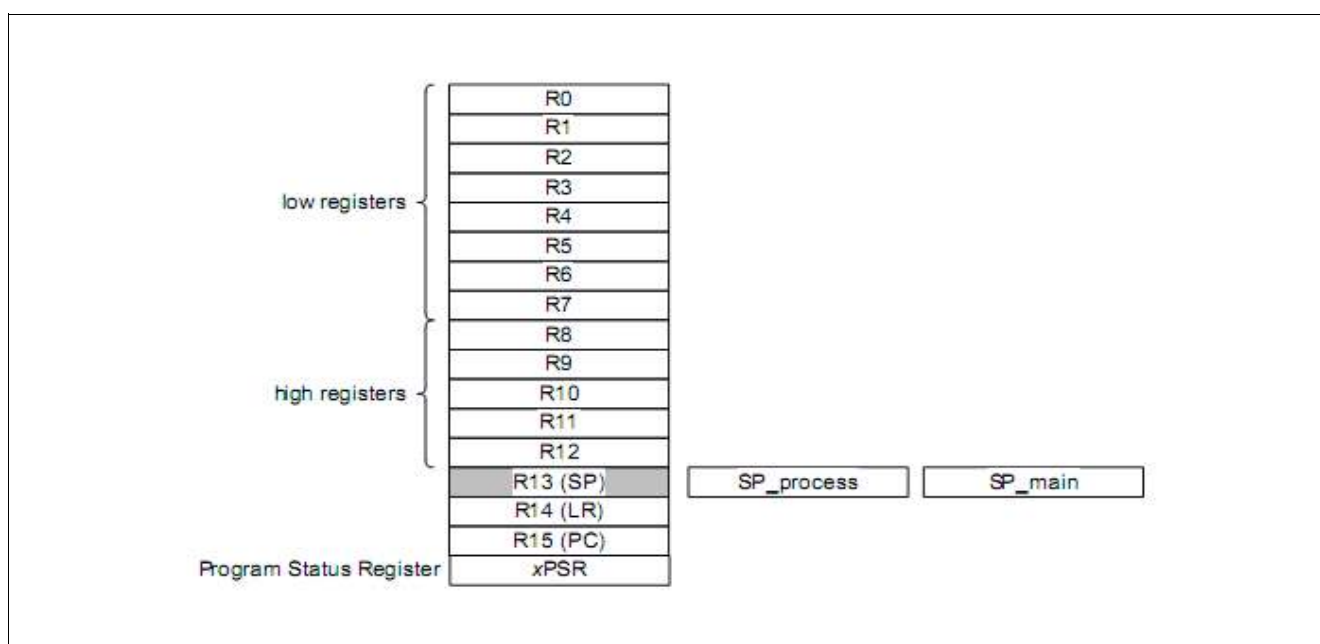 R0
R1
R2
R3
low registers
R4
R5
R6
R7
R8
R9
high registers
R10
R11
R12
R13 (SP)
SP_process
SP_main
R14 (LR)
R15 (PC)
Program Status Register
xPSR